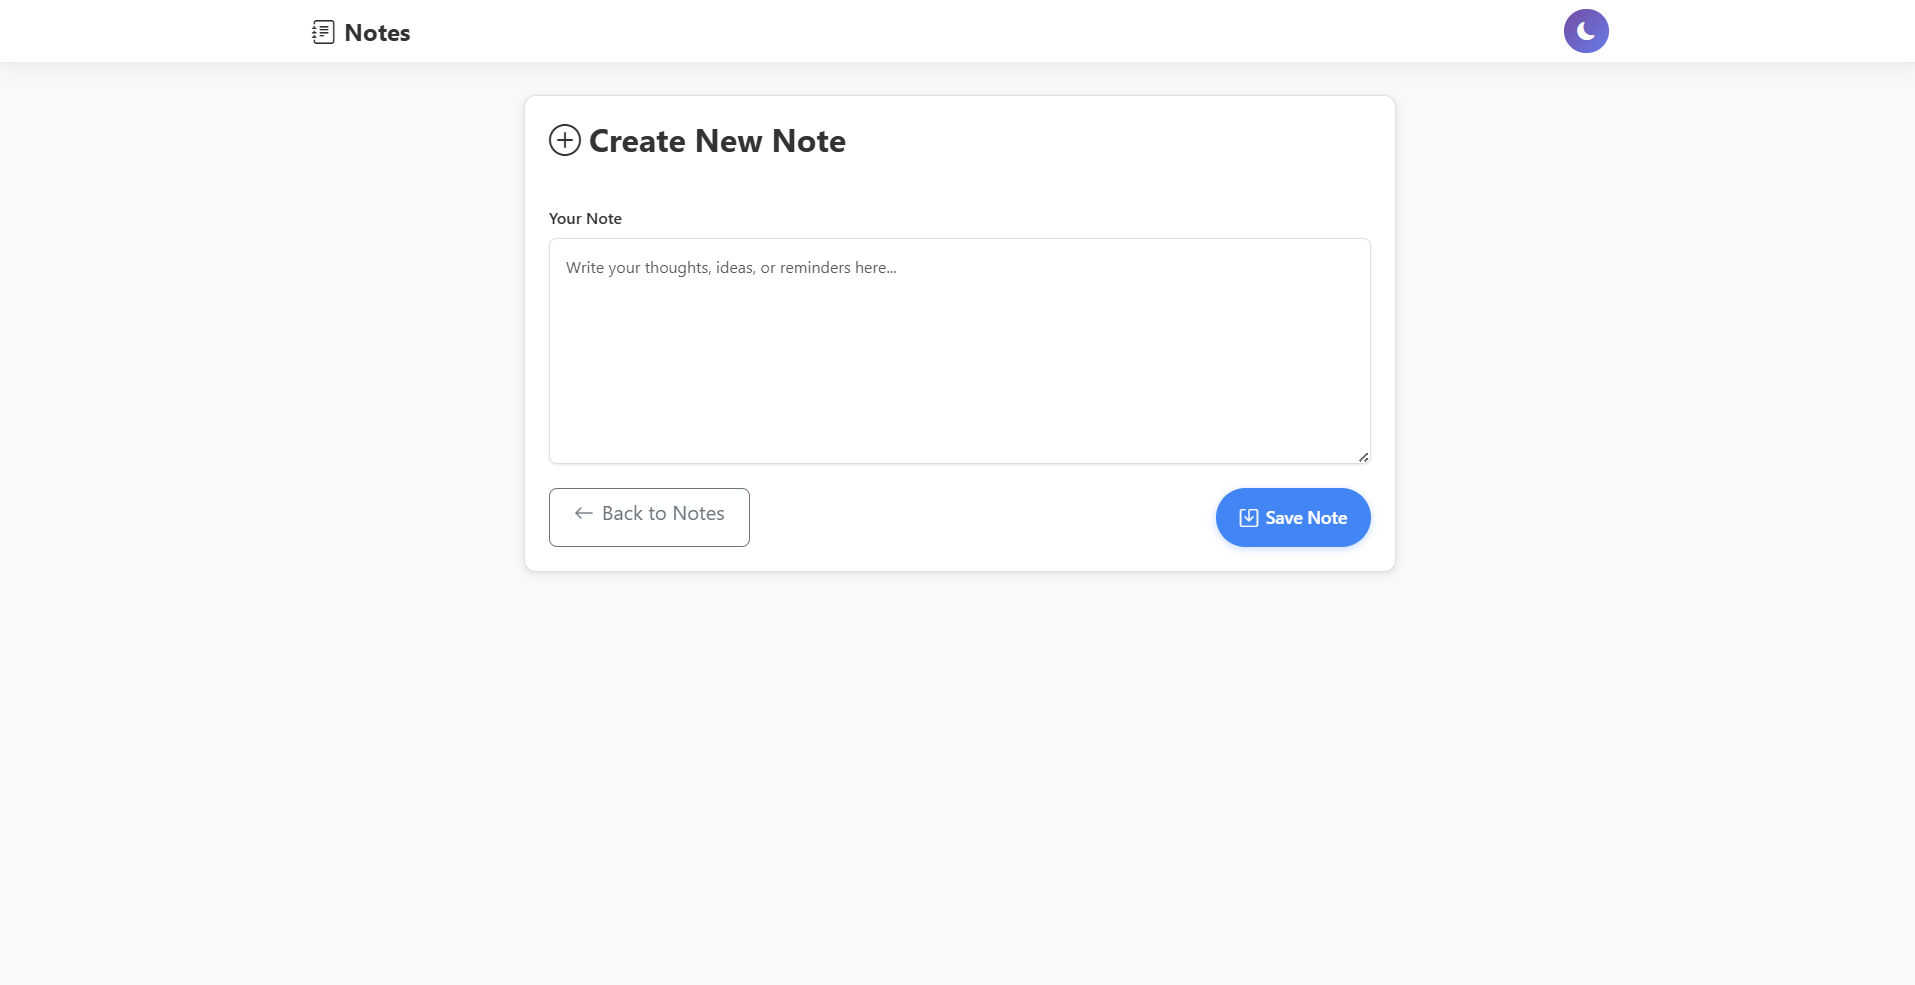 Notes
Create New Note
Your Note
Write your thoughts, ideas, or reminders here...
Back to Notes
Save Note